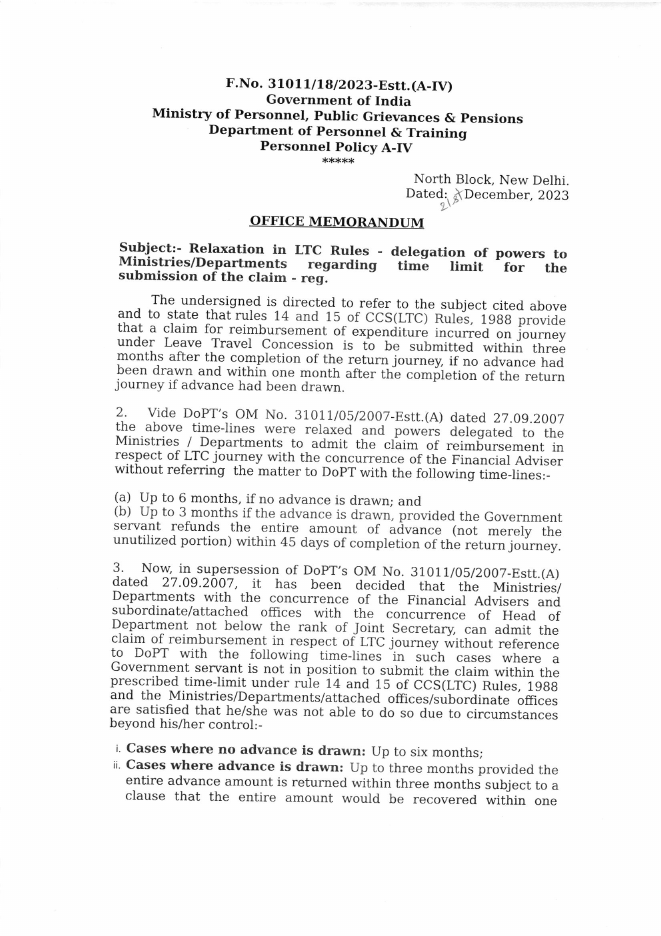 F.No. 31011/18/2023-Estt.(A-IV)
Government of India
Ministry of Personnel, Public Grievances & Pensions
Department of Personnel & Training
Personnel Policy A-IV
*****
North Block, New Delhi.
Dated: 21st December, 2023
OFFICE MEMORANDUM
Subject:- Relaxation in LTC Rules - delegation of powers to
Ministries/Departments regarding time limit for the
submission of the claim - reg.
The undersigned is directed to refer to the subject cited above
and to state that rules 14 and 15 of CCS(LTC) Rules, 1988 provide
that a claim for reimbursement of expenditure incurred on journey
under Leave Travel Concession is to be submitted within three
months after the completion of the return journey, if no advance had
been drawn and within one month after the completion of the return
journey if advance had been drawn.
2. Vide DoPT's OM No. 31011/05/2007-Estt.(A) dated 27.09.2007
the above time-lines were relaxed and powers delegated to the
Ministries / Departments to admit the claim of reimbursement in
respect of LTC journey with the concurrence of the Financial Adviser
without referring the matter to DoPT with the following time-lines:-
(a) Up to 6 months, if no advance is drawn; and
(b) Up to 3 months if the advance is drawn, provided the Government
servant refunds the entire amount of advance (not merely the
unutilized portion) within 45 days of completion of the return journey.
3. Now, in supersession of DoPT's OM No. 31011/05/2007-Estt.(A)
dated 27.09.2007, it has been decided that the Ministries/
Departments with the concurrence of the Financial Advisers and
subordinate/attached offices with the concurrence of Head of
Department not below the rank of Joint Secretary, can admit the
claim of reimbursement in respect of LTC journey without reference
to DoPT with the following time-lines in such cases where a
Government servant is not in position to submit the claim within the
prescribed time-limit under rule 14 and 15 of CCS(LTC) Rules, 1988
and the Ministries/Departments/attached offices/subordinate offices
are satisfied that he/she was not able to do so due to circumstances
beyond his/her control:-
i. Cases where no advance is drawn: Up to six months;
ii. Cases where advance is drawn: Up to three months provided the
entire advance amount is returned within three months subject to a
clause that the entire amount would be recovered within one